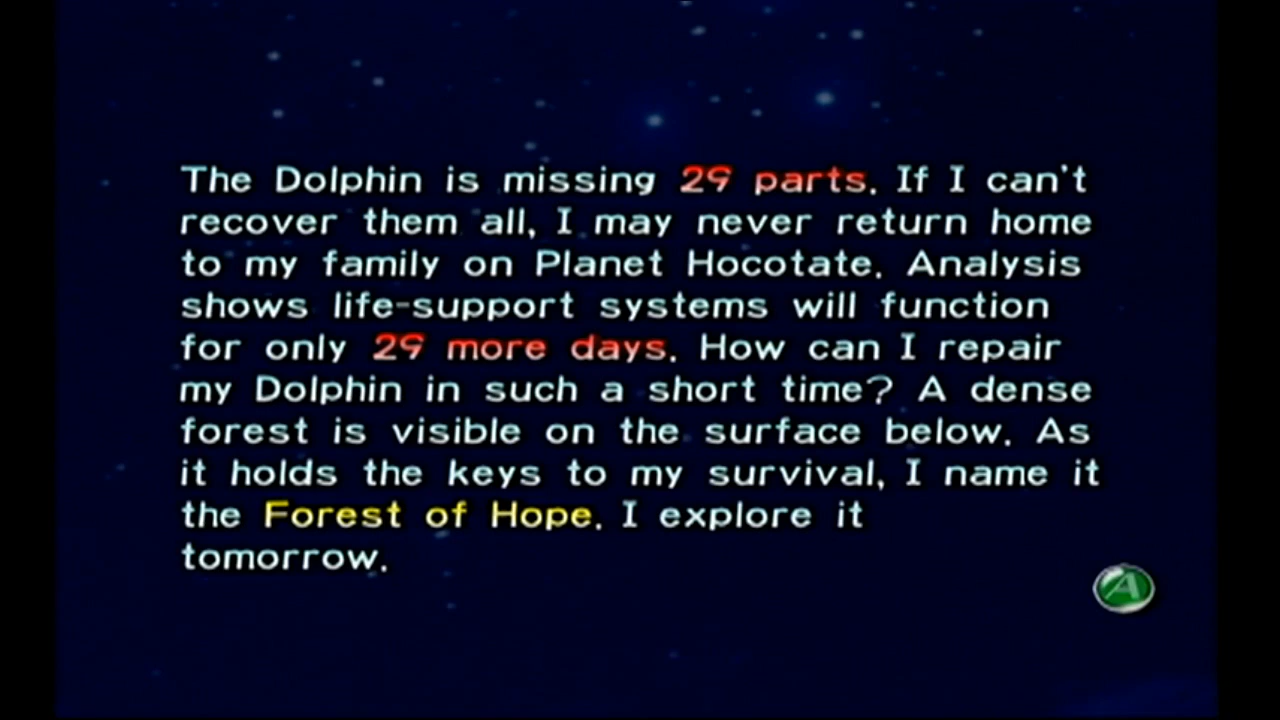 The Dolphin is missing 29 parts. If I can't
recover them all, I may never return home
to my family on Planet Hocotate. Analysis
shows life-support systems will function
for only 29 more days. How can I repair
my Dolphin in such a short time? A dense
forest is visible on the surface below. As
it holds the keys to my survival, I name it
the Forest of Hope. I explore it
tomorrow.
A